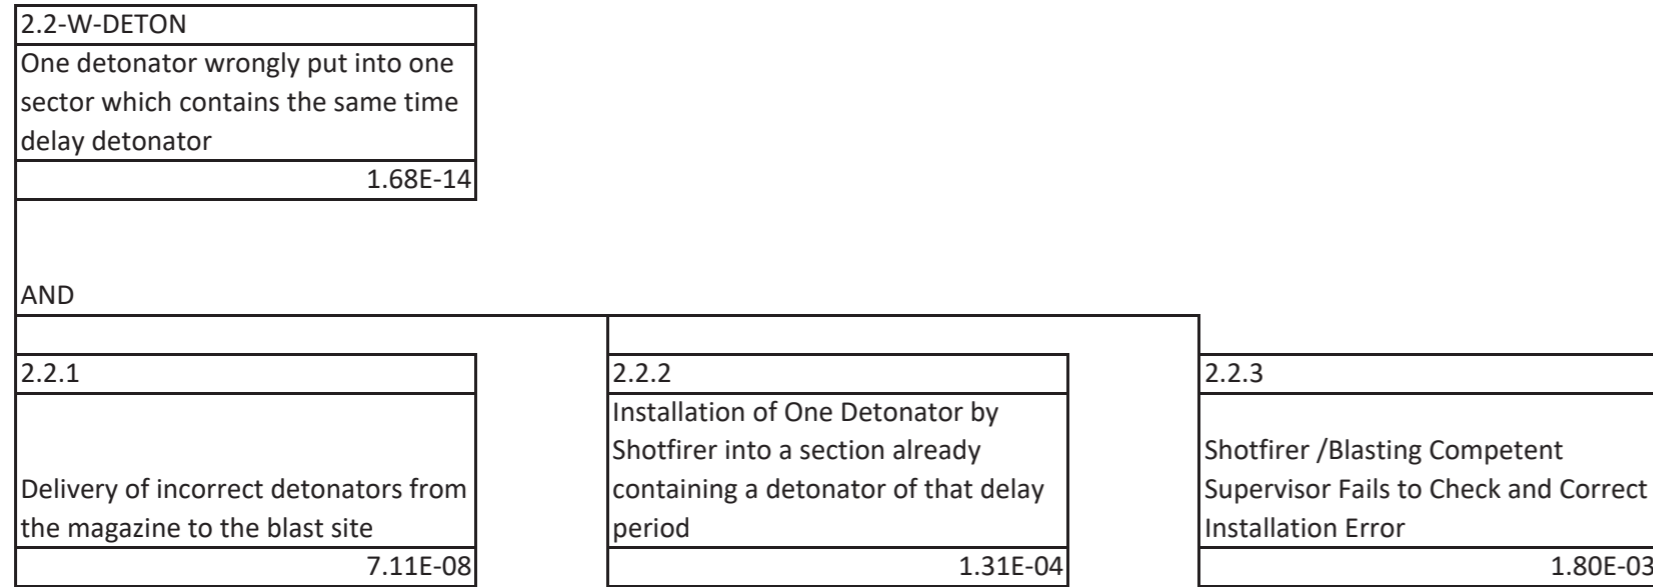 2.2-W-DETON
One detonator wrongly put into one
sector which contains the same time
delay detonator
1.68E-14
AND
2.2.1
Delivery of incorrect detonators from
the magazine to the blast site
7.11E-08
2.2.2
Installation of One Detonator by
Shotfirer into a section already
containing a detonator of that delay
period
1.31E-04
2.2.3
Shotfirer /Blasting Competent
Supervisor Fails to Check and Correct
Installation Error
1.80E-03